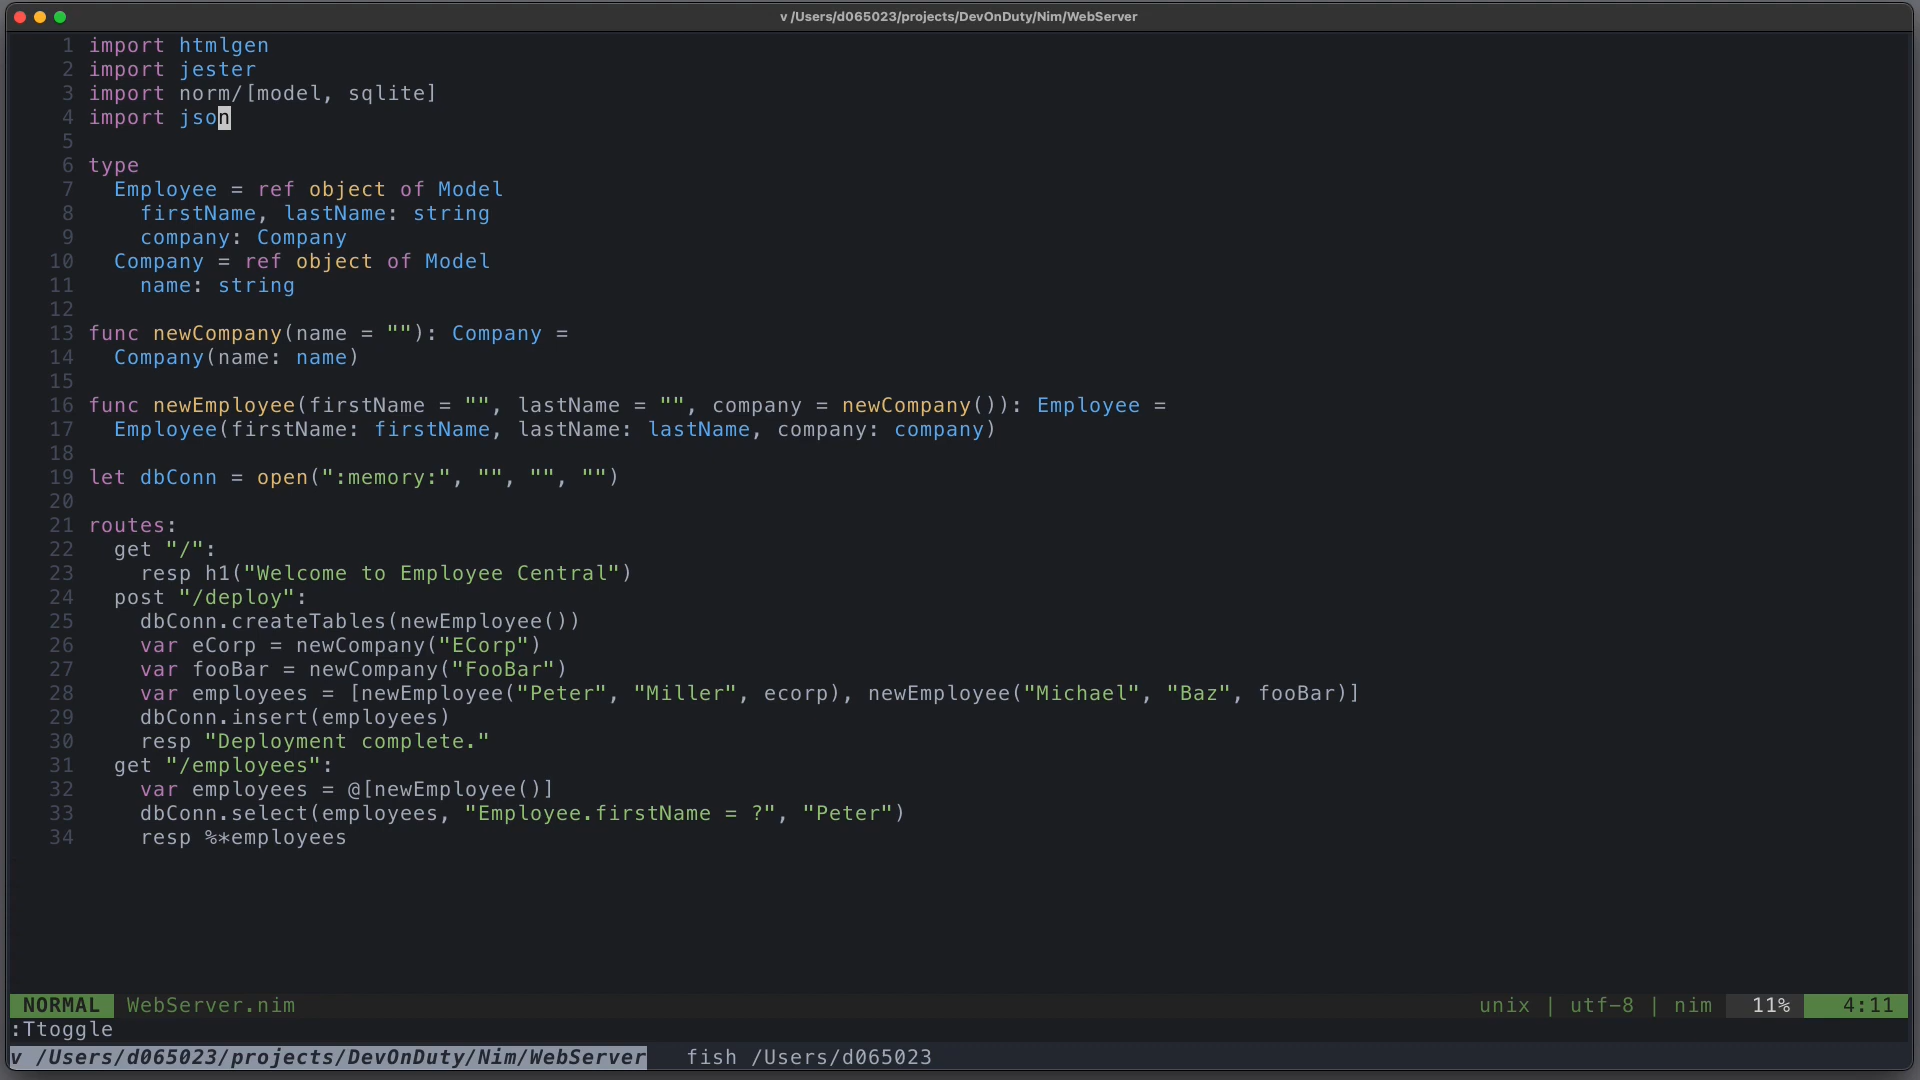 v /Users/d065023/projects/DevOnDuty/Nim/WebServer
1 import htmlgen
2 import jester
3 import norm/[model, sqlite]
4 import json
5
6 type
7   Employee = ref object of Model
8     firstName, lastName: string
9     company: Company
10   Company = ref object of Model
11     name: string
12
13 func newCompany(name = ""): Company =
14   Company(name: name)
15
16 func newEmployee(firstName = "", lastName = "", company = newCompany()): Employee =
17   Employee(firstName: firstName, lastName: lastName, company: company)
18
19 let dbConn = open(":memory:", "", "", "")
20
21 routes:
22   get "/":
23     resp h1("Welcome to Employee Central")
24   post "/deploy":
25     dbConn.createTables(newEmployee())
26     var eCorp = newCompany("ECorp")
27     var fooBar = newCompany("FooBar")
28     var employees = [newEmployee("Peter", "Miller", ecorp), newEmployee("Michael", "Baz", fooBar)]
29     dbConn.insert(employees)
30     resp "Deployment complete."
31   get "/employees":
32     var employees = @[newEmployee()]
33     dbConn.select(employees, "Employee.firstName = ?", "Peter")
34     resp %*employees
NORMAL WebServer.nim unix | utf-8 | nim 11% 4:11
:Ttoggle
v /Users/d065023/projects/DevOnDuty/Nim/WebServer fish /Users/d065023